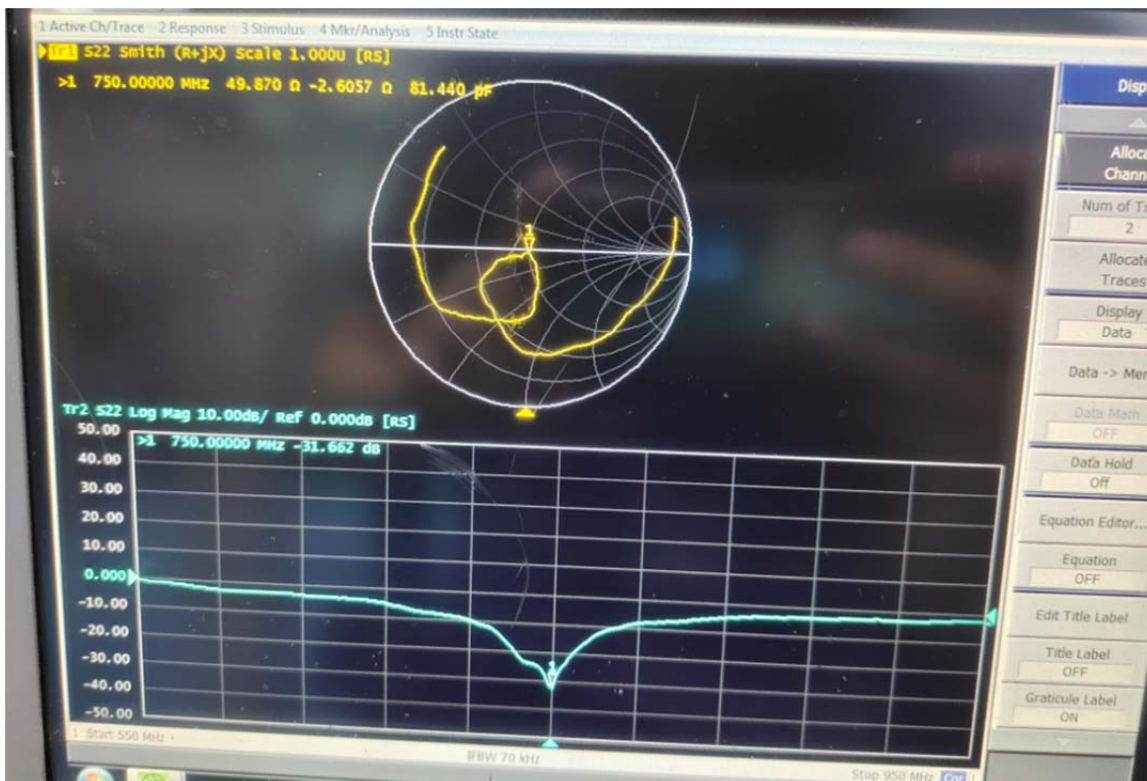 1 Active Ch/Trace 2 Response 3 Stimulus 4 Mkr/Analysis 5 Instr State
Tr1 S22 Smith (R+jX) Scale 1.000U [RS]
>1 750.00000 MHz 49.870 Ω -2.6057 Ω 81.440 pF
1
Tr2 S22 Log Mag 10.00dB/ Ref 0.000dB [RS]
>1 750.00000 MHz -31.662 dB
50.00
40.00
30.00
20.00
10.00
0.000
-10.00
-20.00
-30.00
-40.00
-50.00
1
1 Start 550 MHz
IFBW 70 kHz
Stop 950 MHz Cor
Disp
Alloca
Chann
Num of Tr
2
Allocate
Traces
Display
Data
Data -> Mem
Data Math
OFF
Data Hold
Off
Equation Editor...
Equation
OFF
Edit Title Label
Title Label
OFF
Graticule Label
ON